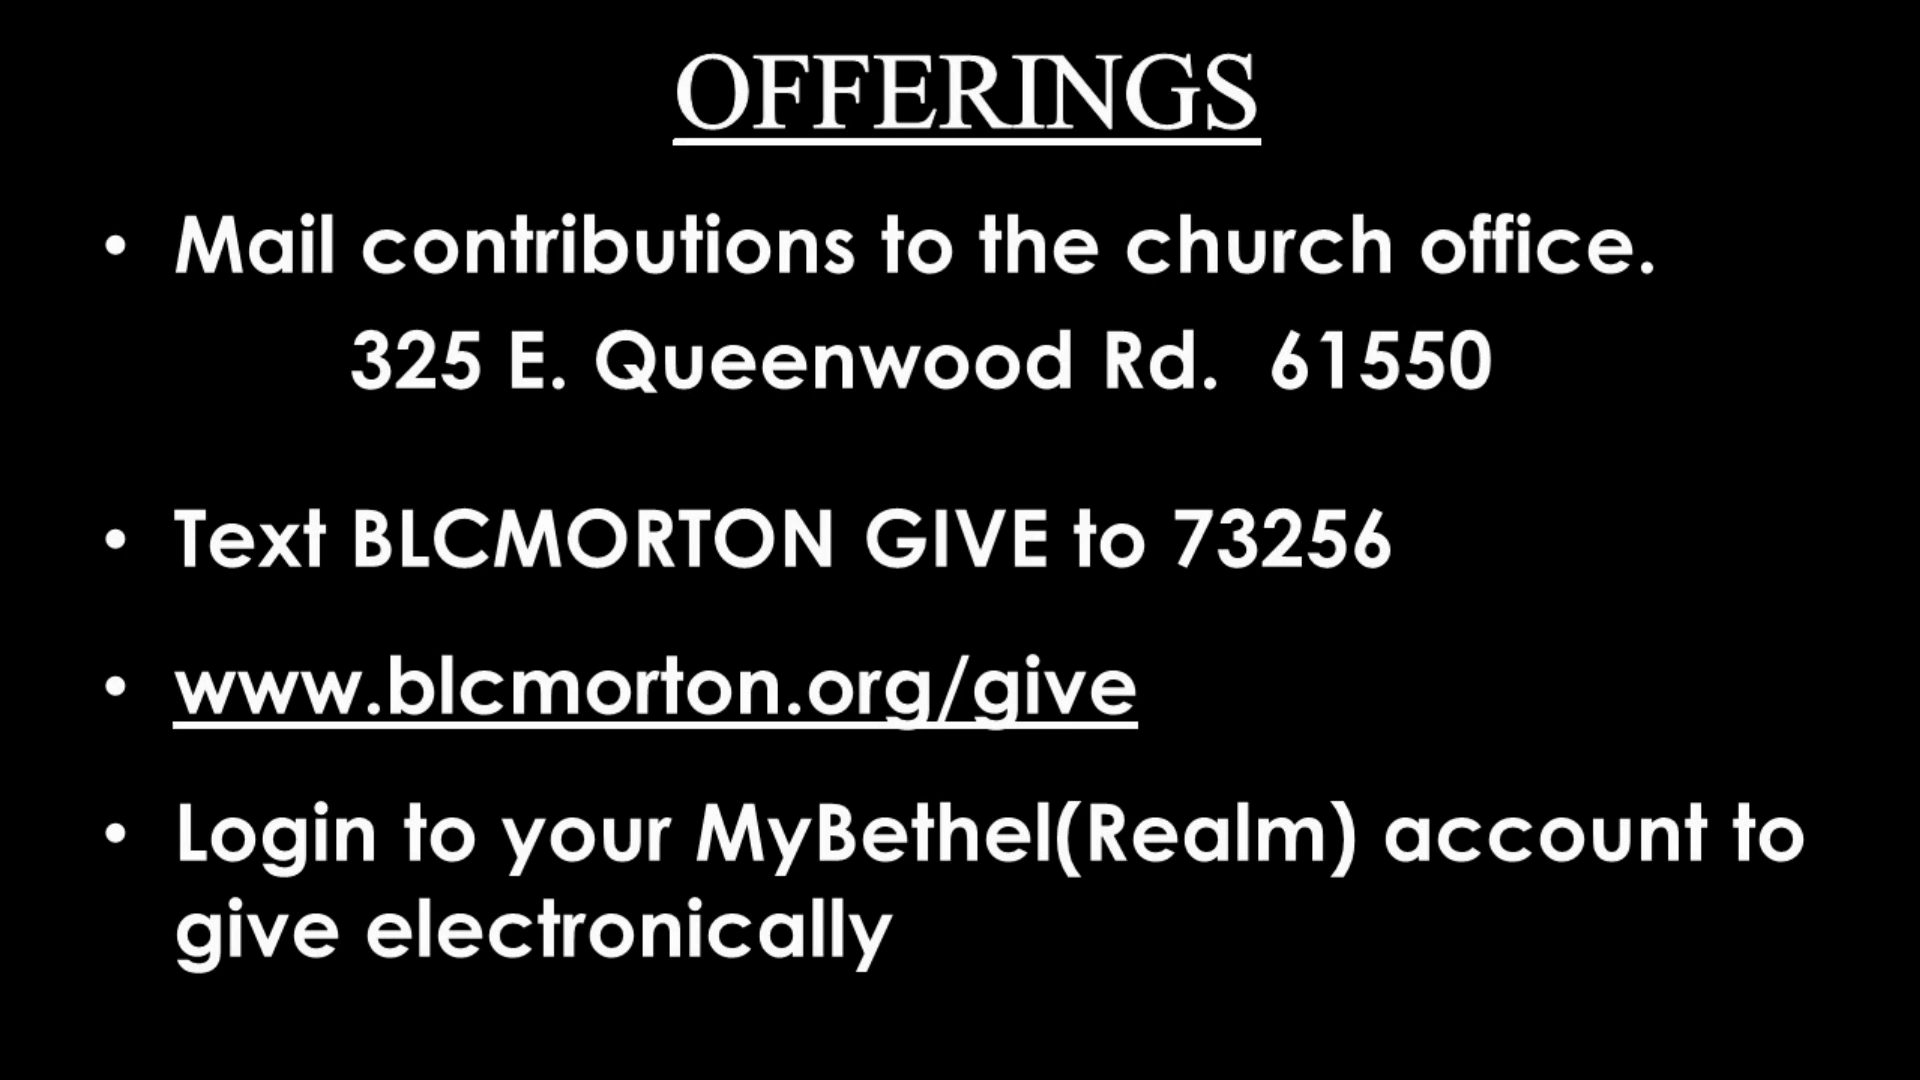 OFFERINGS
• Mail contributions to the church office.
325 E. Queenwood Rd.  61550
• Text BLCMORTON GIVE to 73256
• www.blcmorton.org/give
• Login to your MyBethel(Realm) account to
give electronically